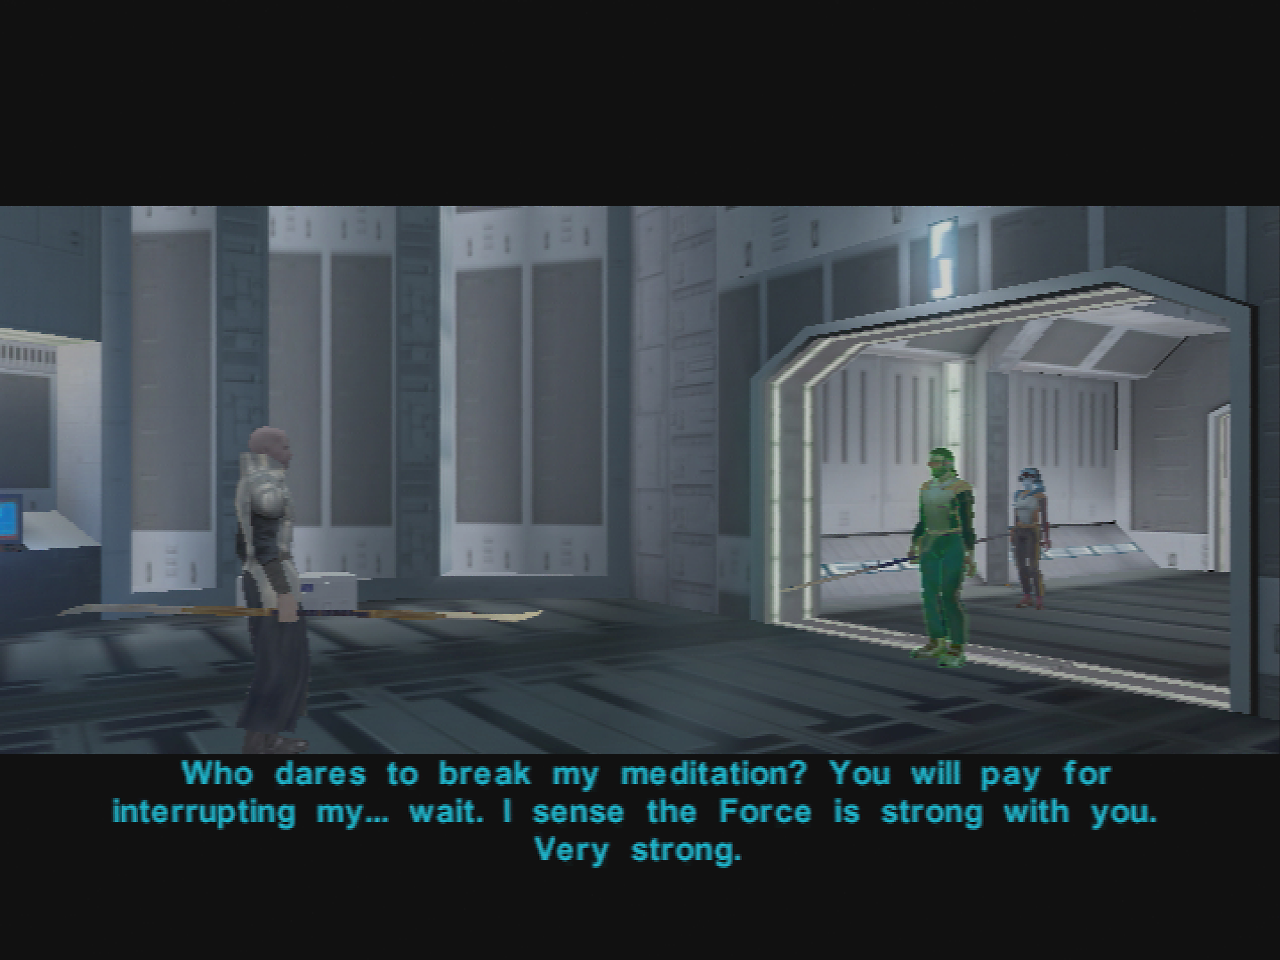 Who dares to break my meditation? You will pay for
interrupting my... wait. I sense the Force is strong with you.
Very strong.